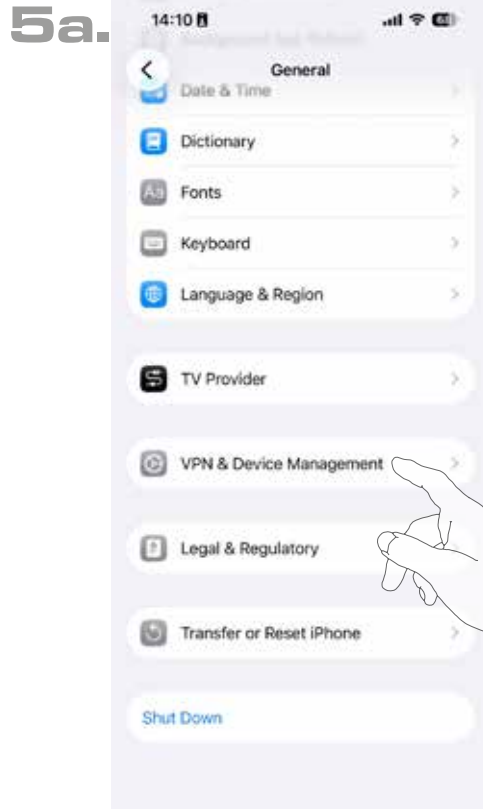 5a.
14:10
General
Date & Time
Dictionary
Aa Fonts
Keyboard
Language & Region
TV Provider
VPN & Device Management
Legal & Regulatory
Transfer or Reset iPhone
Shut Down